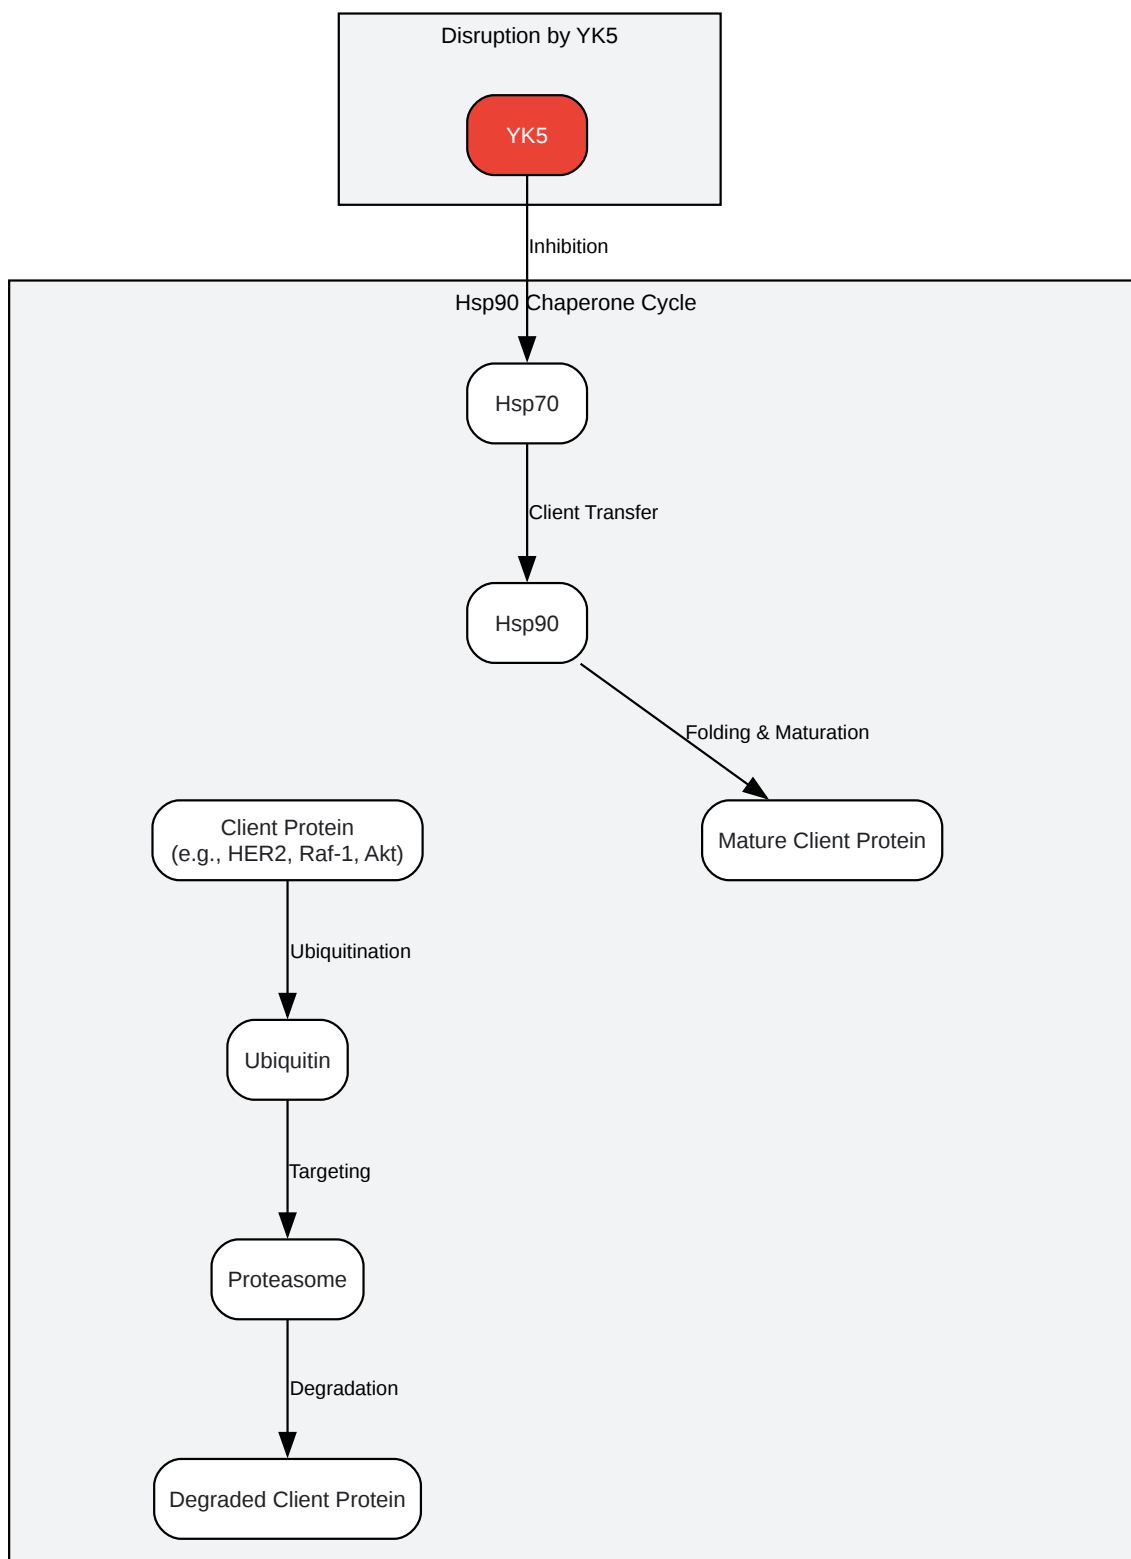 Disruption by YK5
YK5
Inhibition
Hsp90 Chaperone Cycle
Hsp70
Client Transfer
Hsp90
Folding & Maturation
Client Protein
(e.g., HER2, Raf-1, Akt)
Mature Client Protein
Ubiquitination
Ubiquitin
Targeting
Proteasome
Degradation
Degraded Client Protein